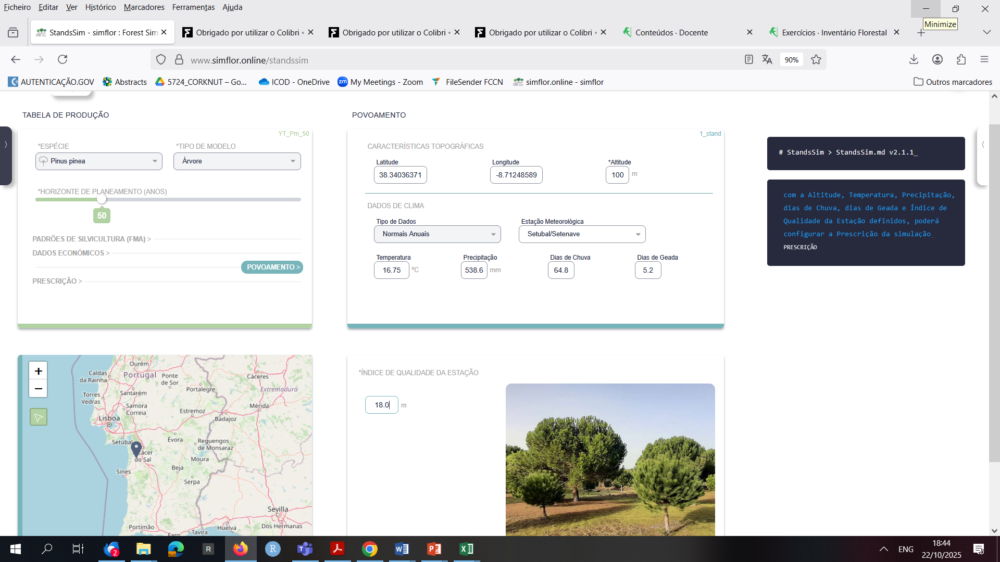 Ficheiro Editar Ver Histórico Marcadores Ferramentas Ajuda
Minimize
StandsSim - simflor : Forest Sim
Obrigado por utilizar o Colibri •
Obrigado por utilizar o Colibri •
Obrigado por utilizar o Colibri •
Conteúdos · Docente
Exercícios · Inventário Florestal
www.simflor.online/standssim
90%
AUTENTICAÇÃO.GOV
Abstracts
5724_CORKNUT – Go...
ICOD - OneDrive
zm My Meetings - Zoom
FileSender FCCN
simflor.online - simflor
Outros marcadores
TABELA DE PRODUÇÃO
YT_Pm_50
*ESPÉCIE
*TIPO DE MODELO
Pinus pinea
Árvore
*HORIZONTE DE PLANEAMENTO (ANOS)
50
PADRÕES DE SILVICULTURA (FMA) >
DADOS ECONÓMICOS >
POVOAMENTO >
PRESCRIÇÃO >
POVOAMENTO
1_stand
CARACTERÍSTICAS TOPOGRÁFICAS
Latitude Longitude *Altitude
38.34036371 -8.71248589 100 m
DADOS DE CLIMA
Tipo de Dados Estação Meteorológica
Normais Anuais Setubal/Setenave
Temperatura Precipitação Dias de Chuva Dias de Geada
16.75 ºC 538.6 mm 64.8 5.2
# StandsSim > StandsSim.md v2.1.1_
com a Altitude, Temperatura, Precipitação,
dias de Chuva, dias de Geada e Índice de
Qualidade da Estação definidos, poderá
configurar a Prescrição da simulação_
PRESCRIÇÃO
+
−
Ourém
Caldas
da Rainha
Portugal
Ponte
de Sor
Cáceres
Santarém
Portalegre
Extremadura
Torres
Vedras
Samora
Correia
Estremoz
Mérida
Lisboa
Badajoz
Setúbal
Évora
Reguengos
de Monsaraz
do Sal
Moura
Sines
Beja
Serpa
Sevilla
Portimão
Huelva
Dos Hermanas
Faro
Tavira
*ÍNDICE DE QUALIDADE DA ESTAÇÃO
18.0 m
2
R
R
ENG
18:44
22/10/2025